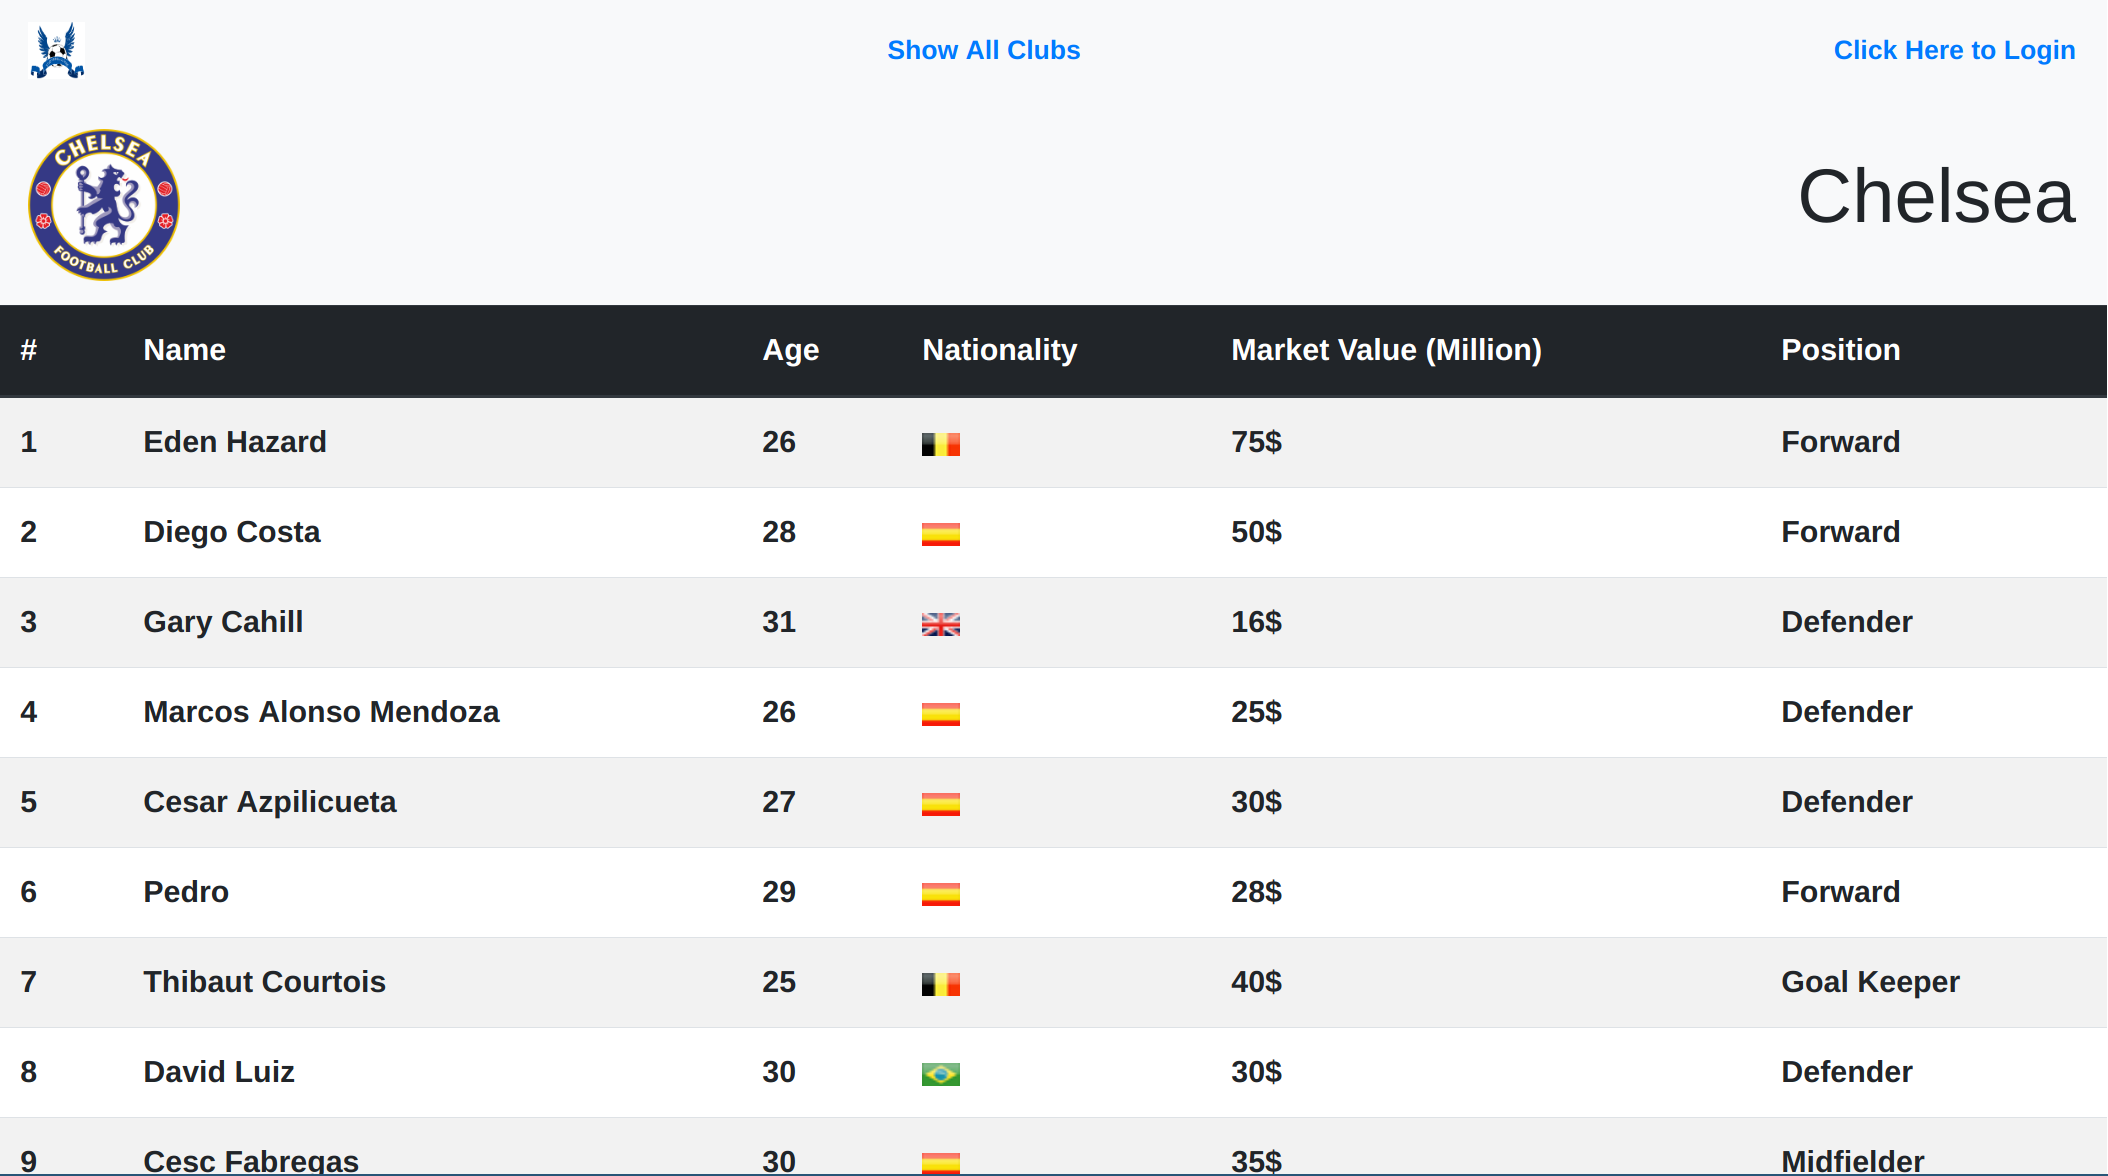 Show All Clubs Click Here to Login
CHELSEA
FOOTBALL CLUB
Chelsea
# Name Age Nationality Market Value (Million) Position
1 Eden Hazard 26 75$ Forward
2 Diego Costa 28 50$ Forward
3 Gary Cahill 31 16$ Defender
4 Marcos Alonso Mendoza 26 25$ Defender
5 Cesar Azpilicueta 27 30$ Defender
6 Pedro 29 28$ Forward
7 Thibaut Courtois 25 40$ Goal Keeper
8 David Luiz 30 30$ Defender
9 Cesc Fabregas 30 35$ Midfielder